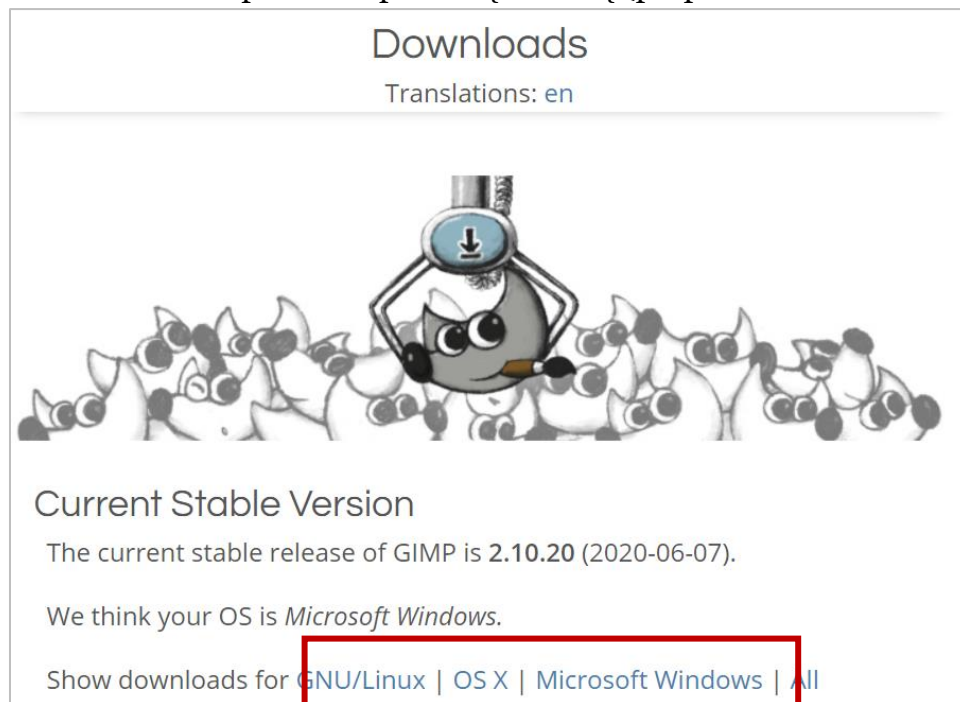 Downloads
Translations: en
Current Stable Version
The current stable release of GIMP is 2.10.20 (2020-06-07).
We think your OS is Microsoft Windows.
Show downloads for GNU/Linux | OS X | Microsoft Windows | All